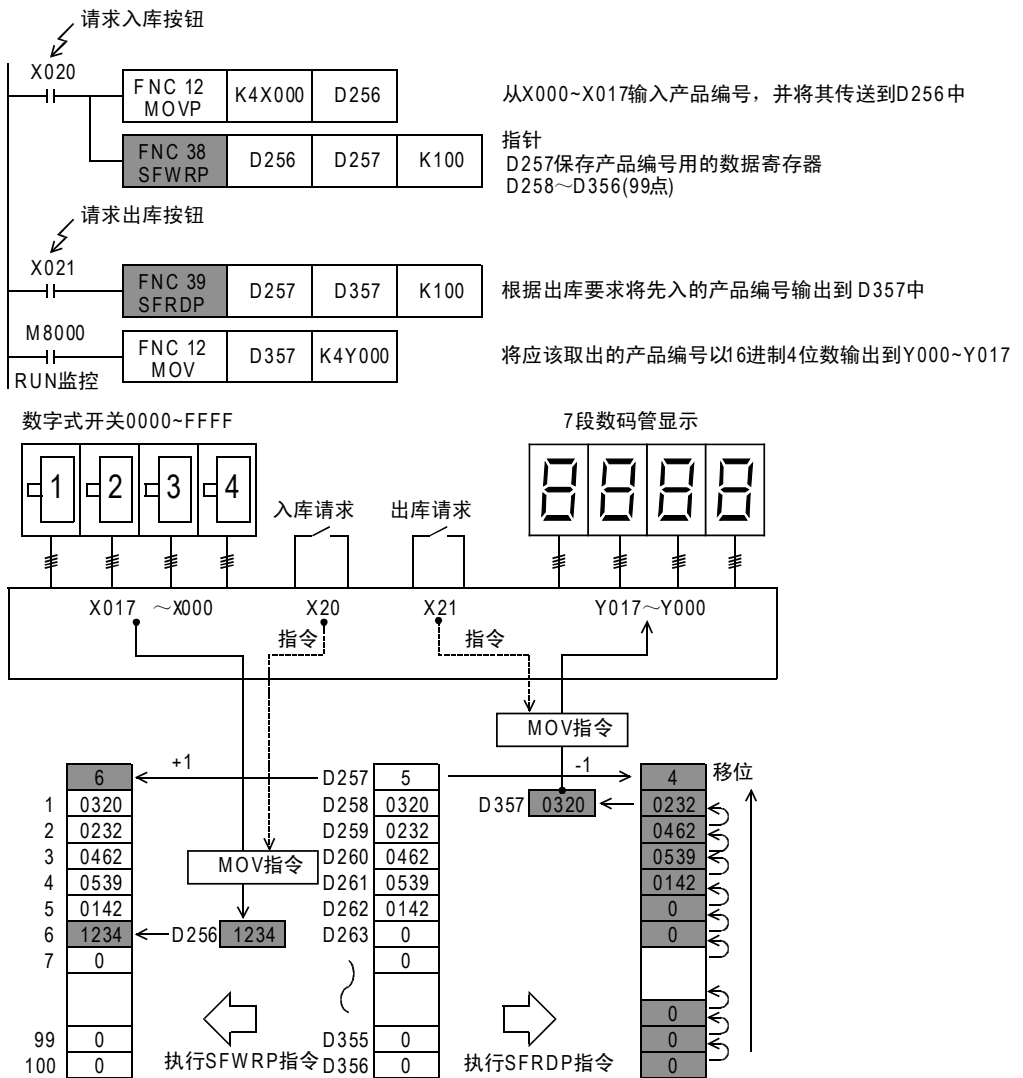 请求入库按钮
X020
FNC 12
MOVP
K4X000
D256
从X000~X017输入产品编号，并将其传送到D256中
FNC 38
SFWRP
D256
D257
K100
指针
D257保存产品编号用的数据寄存器
D258～D356(99点)
请求出库按钮
X021
FNC 39
SFRDP
D257
D357
K100
根据出库要求将先入的产品编号输出到 D357中
M8000
RUN监控
FNC 12
MOV
D357
K4Y000
将应该取出的产品编号以16进制4位数输出到Y000~Y017
数字式开关0000~FFFF
7段数码管显示
1 2 3 4
入库请求
出库请求
8 8 8 8
X017 ～X000
X20
X21
Y017～Y000
指令
指令
MOV指令
6
+1
D257 5
-1
4
移位
1 0320
D258 0320
D357 0320
0232
2 0232
D259 0232
0462
3 0462
MOV指令
D260 0462
0539
4 0539
D261 0539
0142
5 0142
D262 0142
0
6 1234
D256 1234
D263 0
0
7 0
0
0
99 0
D355 0
0
100 0
执行SFWRP指令
D356 0
执行SFRDP指令
0